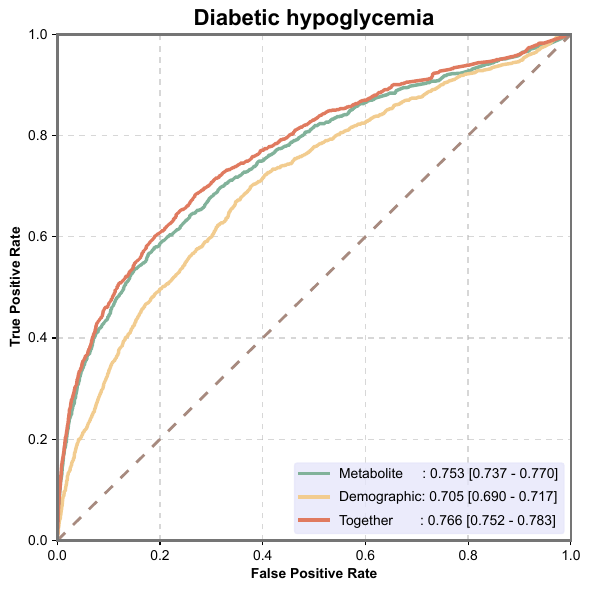 Diabetic hypoglycemia
1.0
0.8
0.6
0.4
0.2
0.0
True Positive Rate
Metabolite : 0.753 [0.737 - 0.770]
Demographic: 0.705 [0.690 - 0.717]
Together : 0.766 [0.752 - 0.783]
0.0 0.2 0.4 0.6 0.8 1.0
False Positive Rate